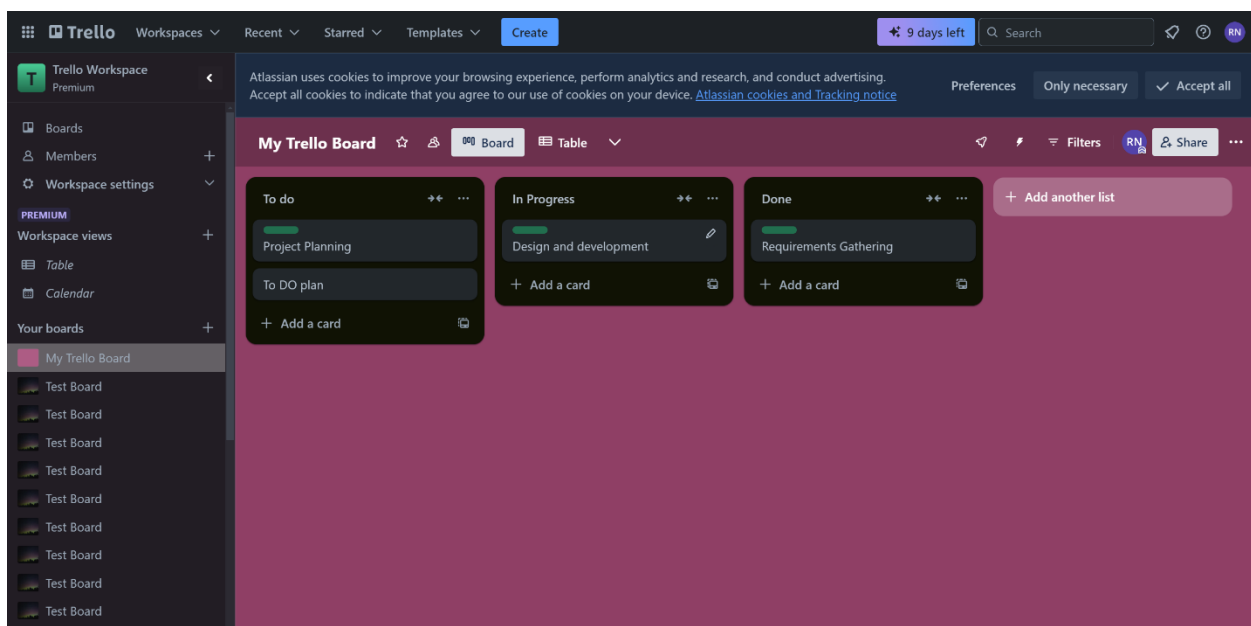 Trello
Workspaces
Recent
Starred
Templates
Create
9 days left
Search
RN
T
Trello Workspace
Premium
Atlassian uses cookies to improve your browsing experience, perform analytics and research, and conduct advertising.
Accept all cookies to indicate that you agree to our use of cookies on your device. Atlassian cookies and Tracking notice
Preferences
Only necessary
Accept all
Boards
Members
Workspace settings
PREMIUM
Workspace views
Table
Calendar
Your boards
My Trello Board
Test Board
Test Board
Test Board
Test Board
Test Board
Test Board
Test Board
Test Board
Test Board
My Trello Board
Board
Table
Filters
RN
Share
To do
Project Planning
To DO plan
Add a card
In Progress
Design and development
Add a card
Done
Requirements Gathering
Add a card
Add another list